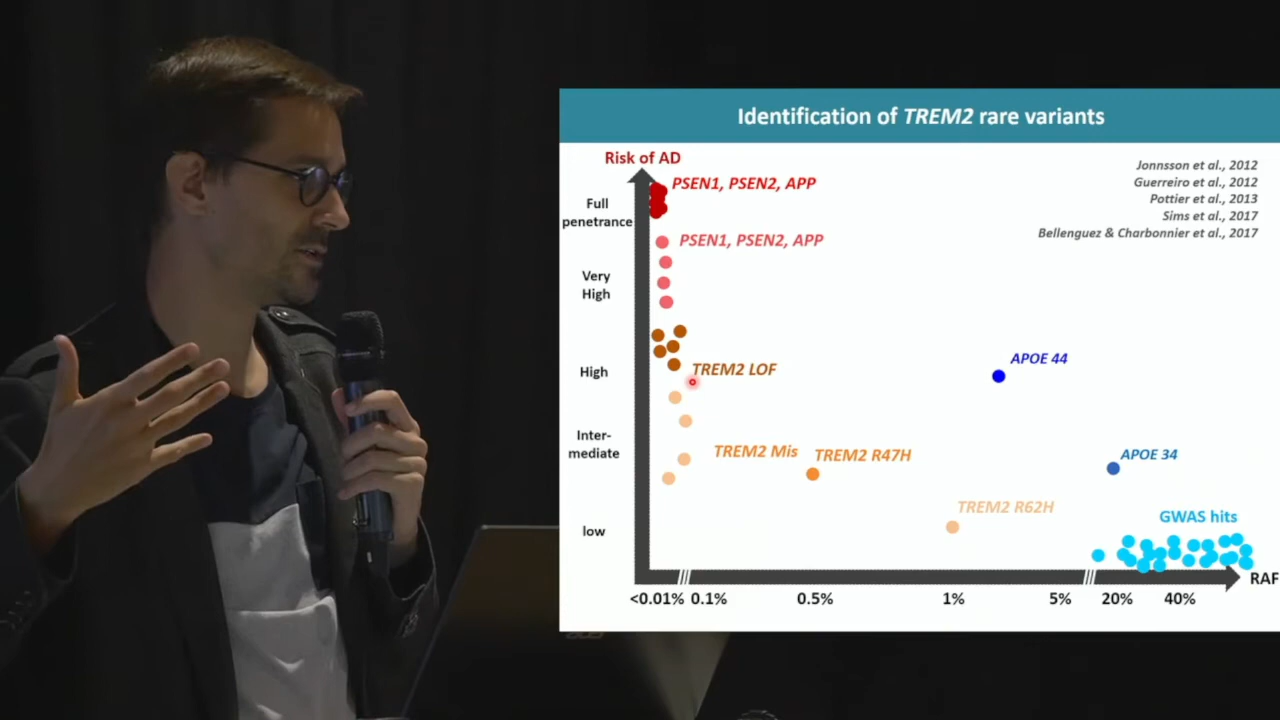 Identification of TREM2 rare variants
Risk of AD
Jonnsson et al., 2012
Guerreiro et al., 2012
Pottier et al., 2013
Sims et al., 2017
Bellenguez & Charbonnier et al., 2017
PSEN1, PSEN2, APP
Full
penetrance
PSEN1, PSEN2, APP
Very
High
APOE 44
High
TREM2 LOF
Inter-
mediate
TREM2 Mis
TREM2 R47H
APOE 34
TREM2 R62H
GWAS hits
low
RAF
<0.01% 0.1% 0.5% 1% 5% 20% 40%